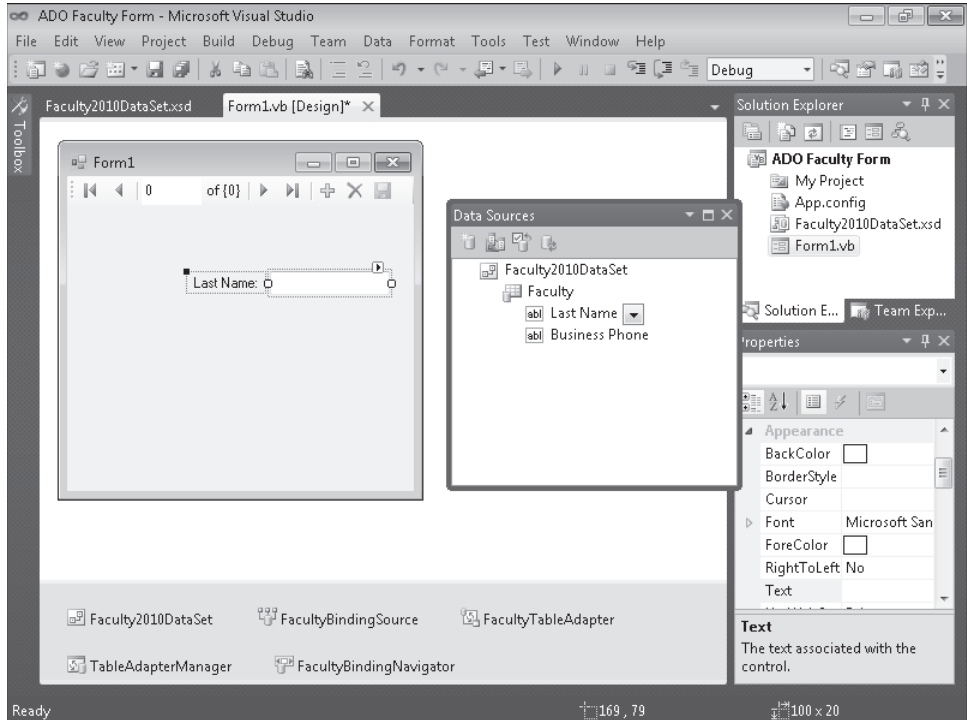 ADO Faculty Form - Microsoft Visual Studio
File Edit View Project Build Debug Team Data Format Tools Test Window Help
Debug
Toolbox
Faculty2010DataSet.xsd
Form1.vb [Design]*
Form1
0 of {0}
Last Name:
Data Sources
Faculty2010DataSet
Faculty
abl Last Name
abl Business Phone
Solution Explorer
ADO Faculty Form
My Project
App.config
Faculty2010DataSet.xsd
Form1.vb
Solution E...
Team Exp...
Properties
Appearance
BackColor
BorderStyle
Cursor
Font Microsoft San
ForeColor
RightToLeft No
Text
Text
The text associated with the
control.
Faculty2010DataSet
FacultyBindingSource
FacultyTableAdapter
TableAdapterManager
FacultyBindingNavigator
Ready
169 , 79
100 x 20